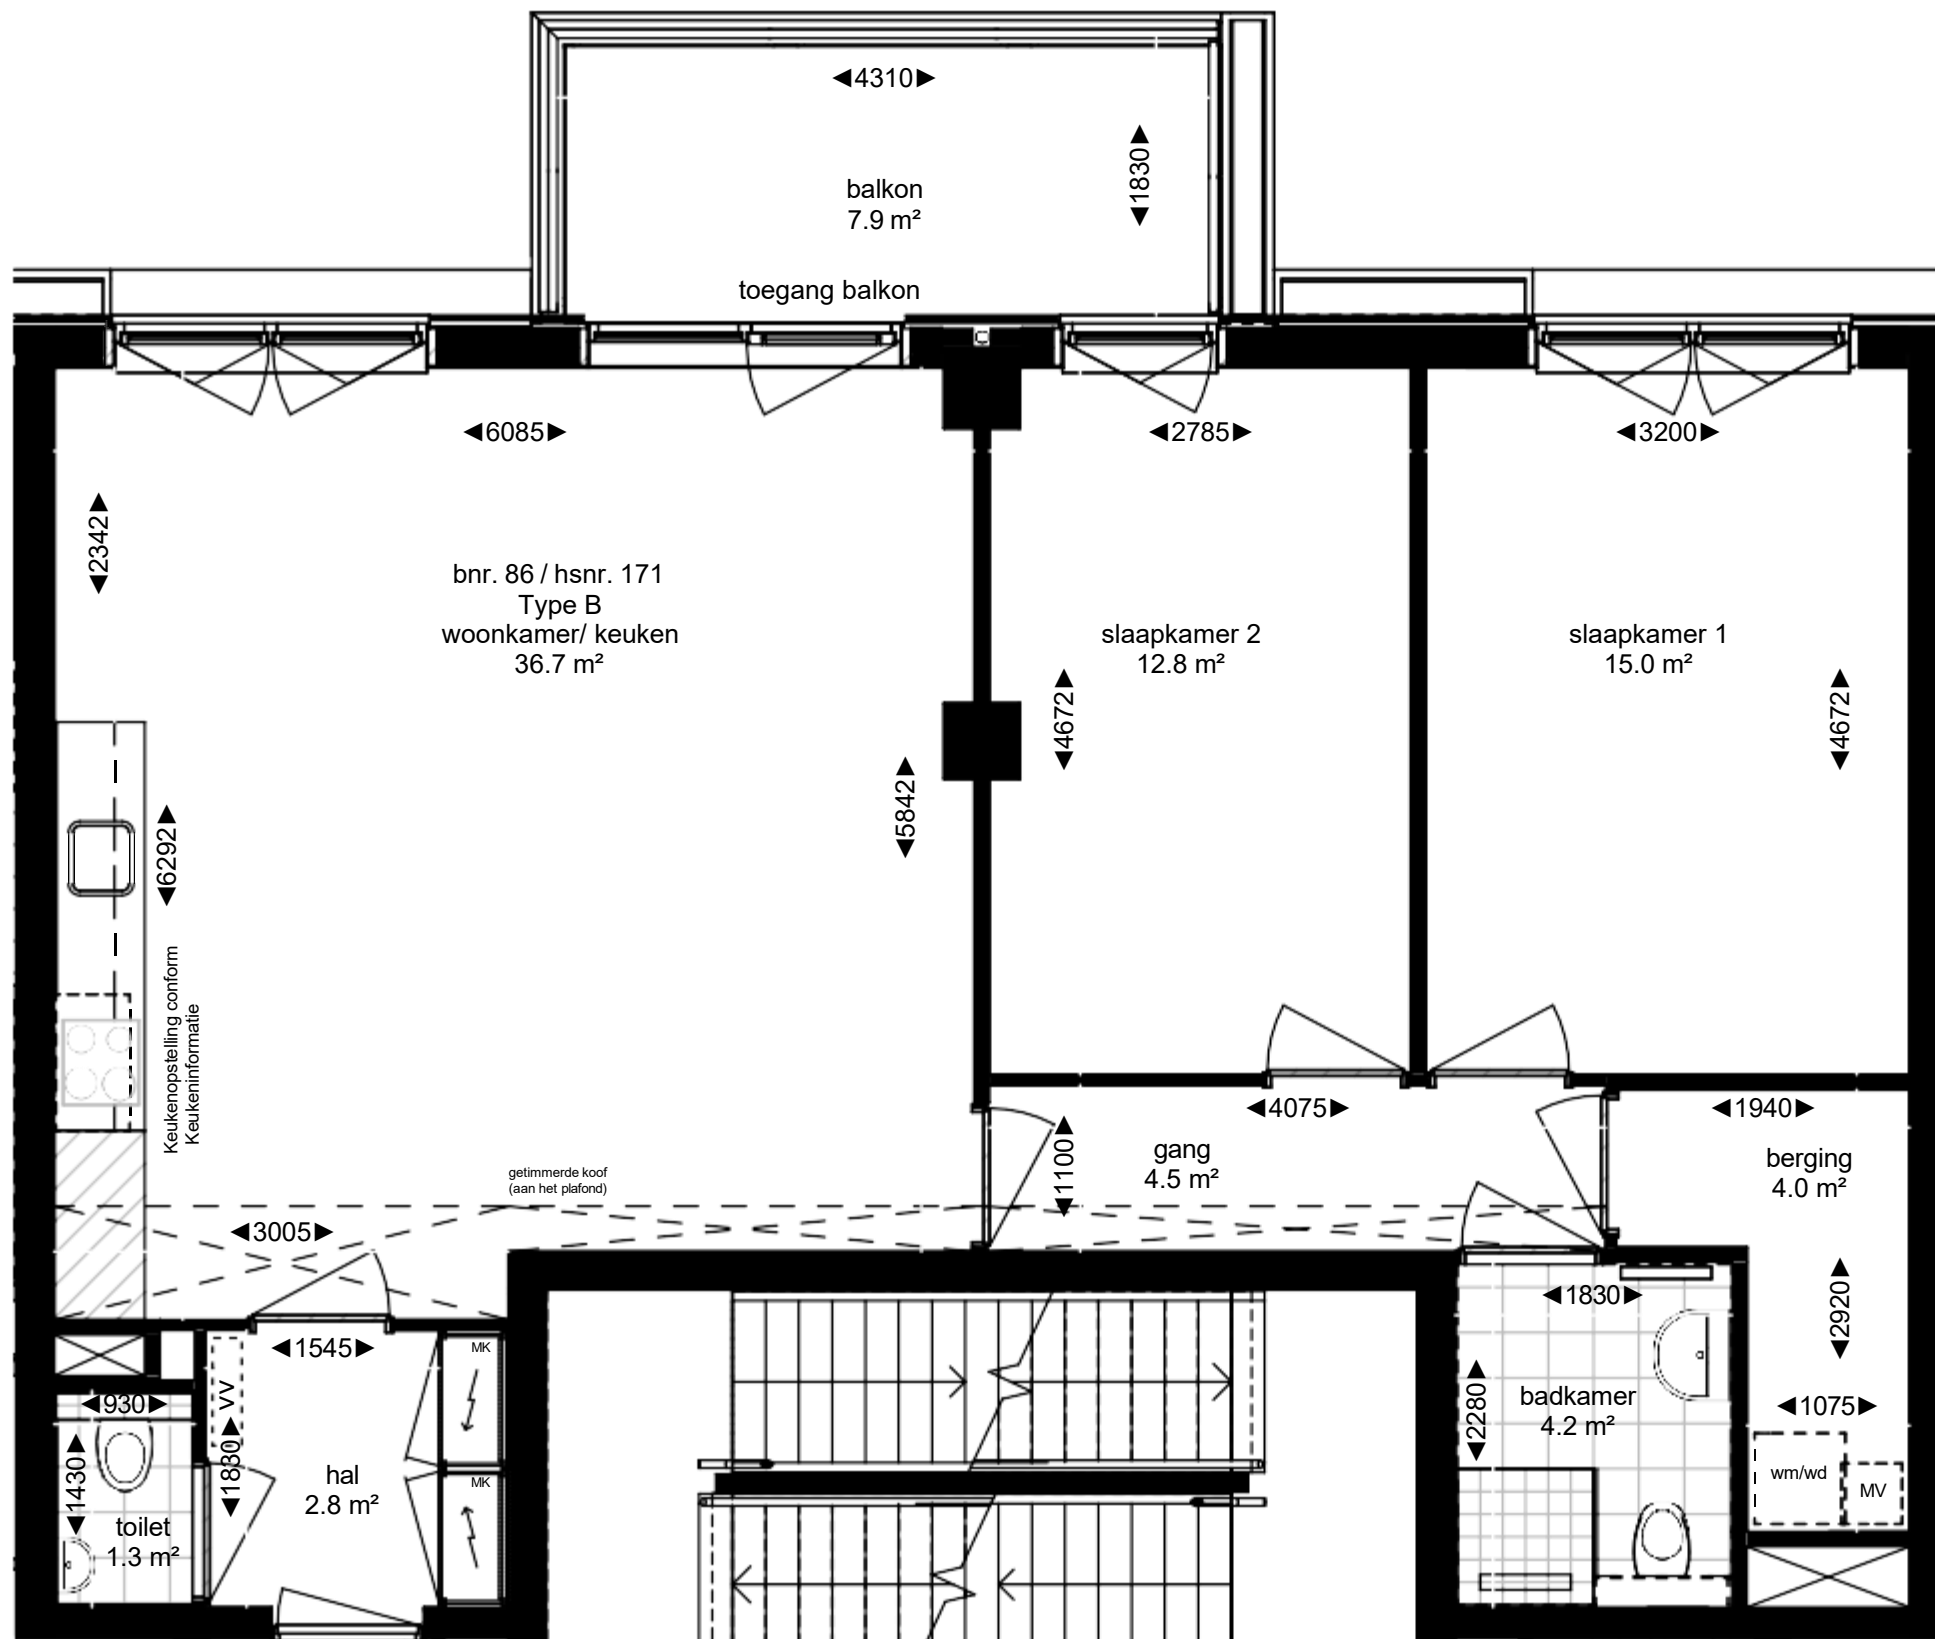 ◄4310►
◄1830►
balkon
7.9 m²
toegang balkon
◄6085►
◄2785►
◄3200►
◄2342►
bnr. 86 / hsnr. 171
Type B
woonkamer/ keuken
36.7 m²
slaapkamer 2
12.8 m²
slaapkamer 1
15.0 m²
◄4672►
◄4672►
◄5842►
◄6292►
Keukenopstelling conform
Keukeninformatie
getimmerde koof
(aan het plafond)
◄3005►
◄4075►
◄1100►
gang
4.5 m²
◄1940►
berging
4.0 m²
◄1830►
◄2920►
◄1545►
MK
VV
◄930►
◄1830►
◄1430►
hal
2.8 m²
MK
toilet
1.3 m²
◄2280►
badkamer
4.2 m²
◄1075►
wm/wd
MV